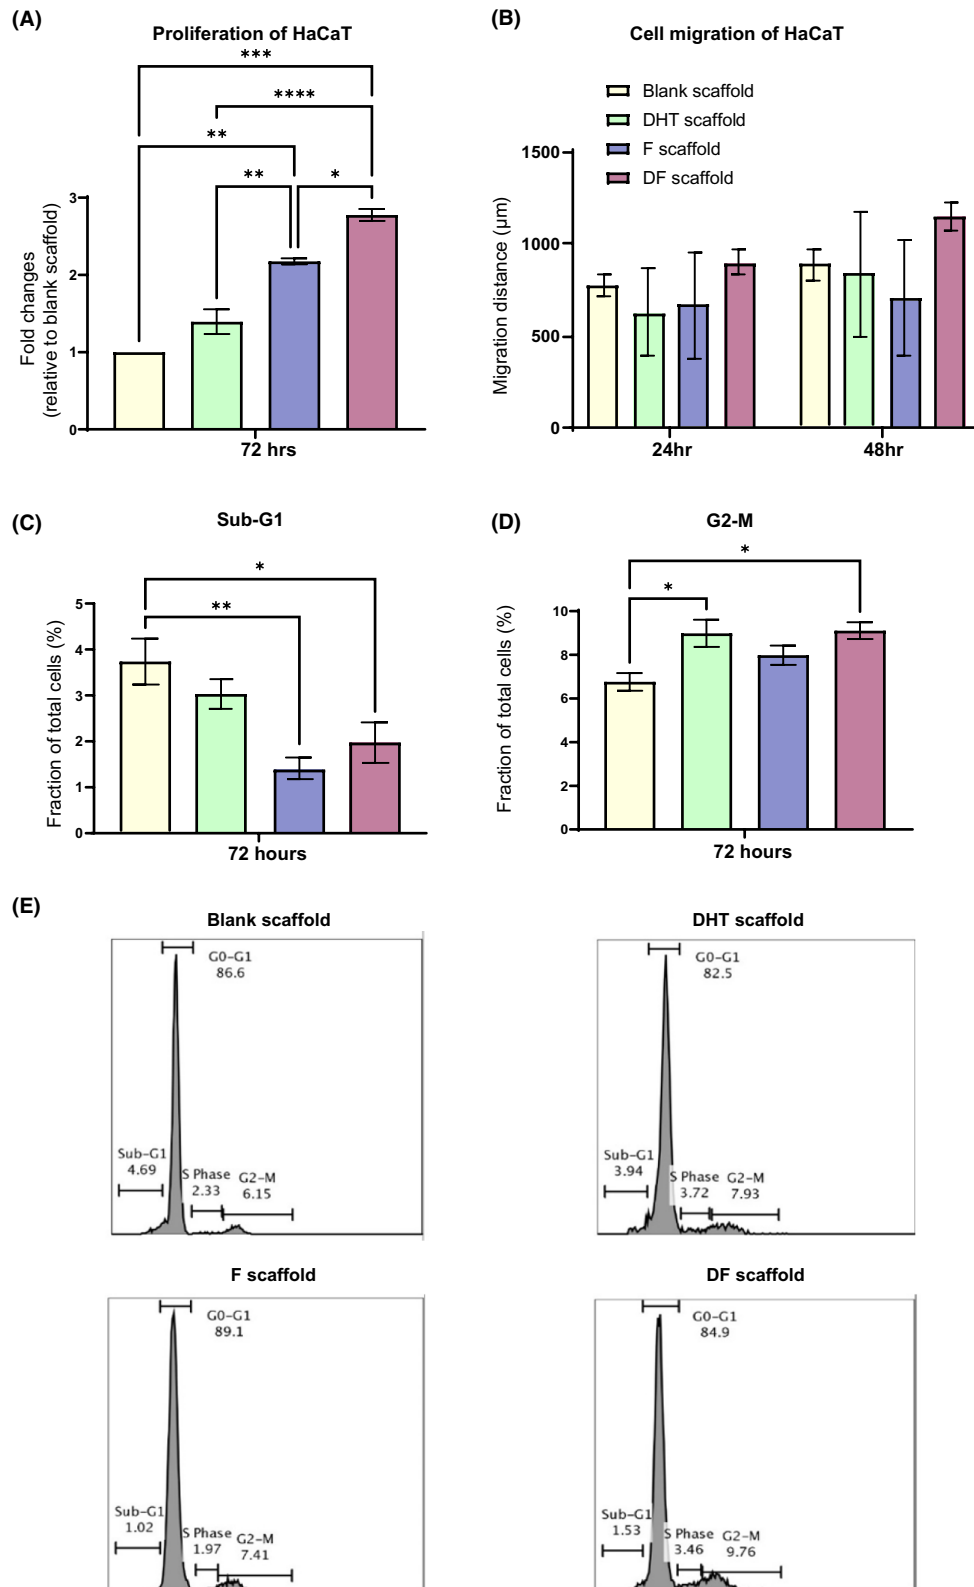 (A)
Proliferation of HaCaT
***
****
**
**
*
Fold changes
(relative to blank scaffold)
3
2
1
0
72 hrs
(B)
Cell migration of HaCaT
Blank scaffold
DHT scaffold
F scaffold
DF scaffold
Migration distance (µm)
1500
1000
500
0
24hr
48hr
(C)
Sub-G1
*
**
Fraction of total cells (%)
5
4
3
2
1
0
72 hours
(D)
G2-M
*
*
Fraction of total cells (%)
10
8
6
4
2
0
72 hours
(E)
Blank scaffold
G0-G1
86.6
Sub-G1
4.69
S Phase
2.33
G2-M
6.15
DHT scaffold
G0-G1
82.5
Sub-G1
3.94
S Phase
3.72
G2-M
7.93
F scaffold
G0-G1
89.1
Sub-G1
1.02
S Phase
1.97
G2-M
7.41
DF scaffold
G0-G1
84.9
Sub-G1
1.53
S Phase
3.46
G2-M
9.76